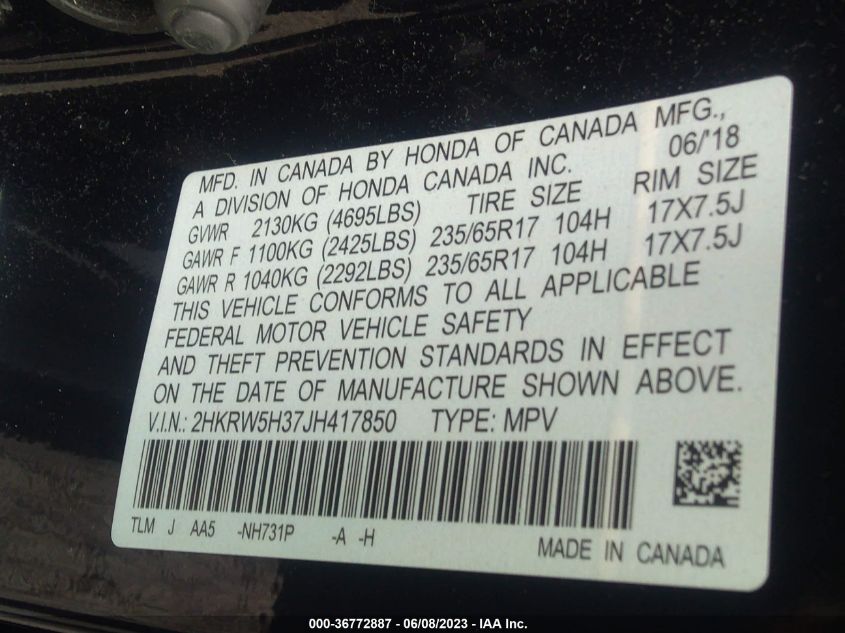 MFD. IN CANADA BY HONDA OF CANADA MFG.,
A DIVISION OF HONDA CANADA INC. 06/'18
GVWR 2130KG (4695LBS) TIRE SIZE RIM SIZE
GAWR F 1100KG (2425LBS) 235/65R17 104H 17X7.5J
GAWR R 1040KG (2292LBS) 235/65R17 104H 17X7.5J
THIS VEHICLE CONFORMS TO ALL APPLICABLE
FEDERAL MOTOR VEHICLE SAFETY
AND THEFT PREVENTION STANDARDS IN EFFECT
ON THE DATE OF MANUFACTURE SHOWN ABOVE.
V.I.N.: 2HKRW5H37JH417850 TYPE: MPV
TLM J AA5 -NH731P -A -H
MADE IN CANADA
000-36772887 - 06/08/2023 - IAA Inc.